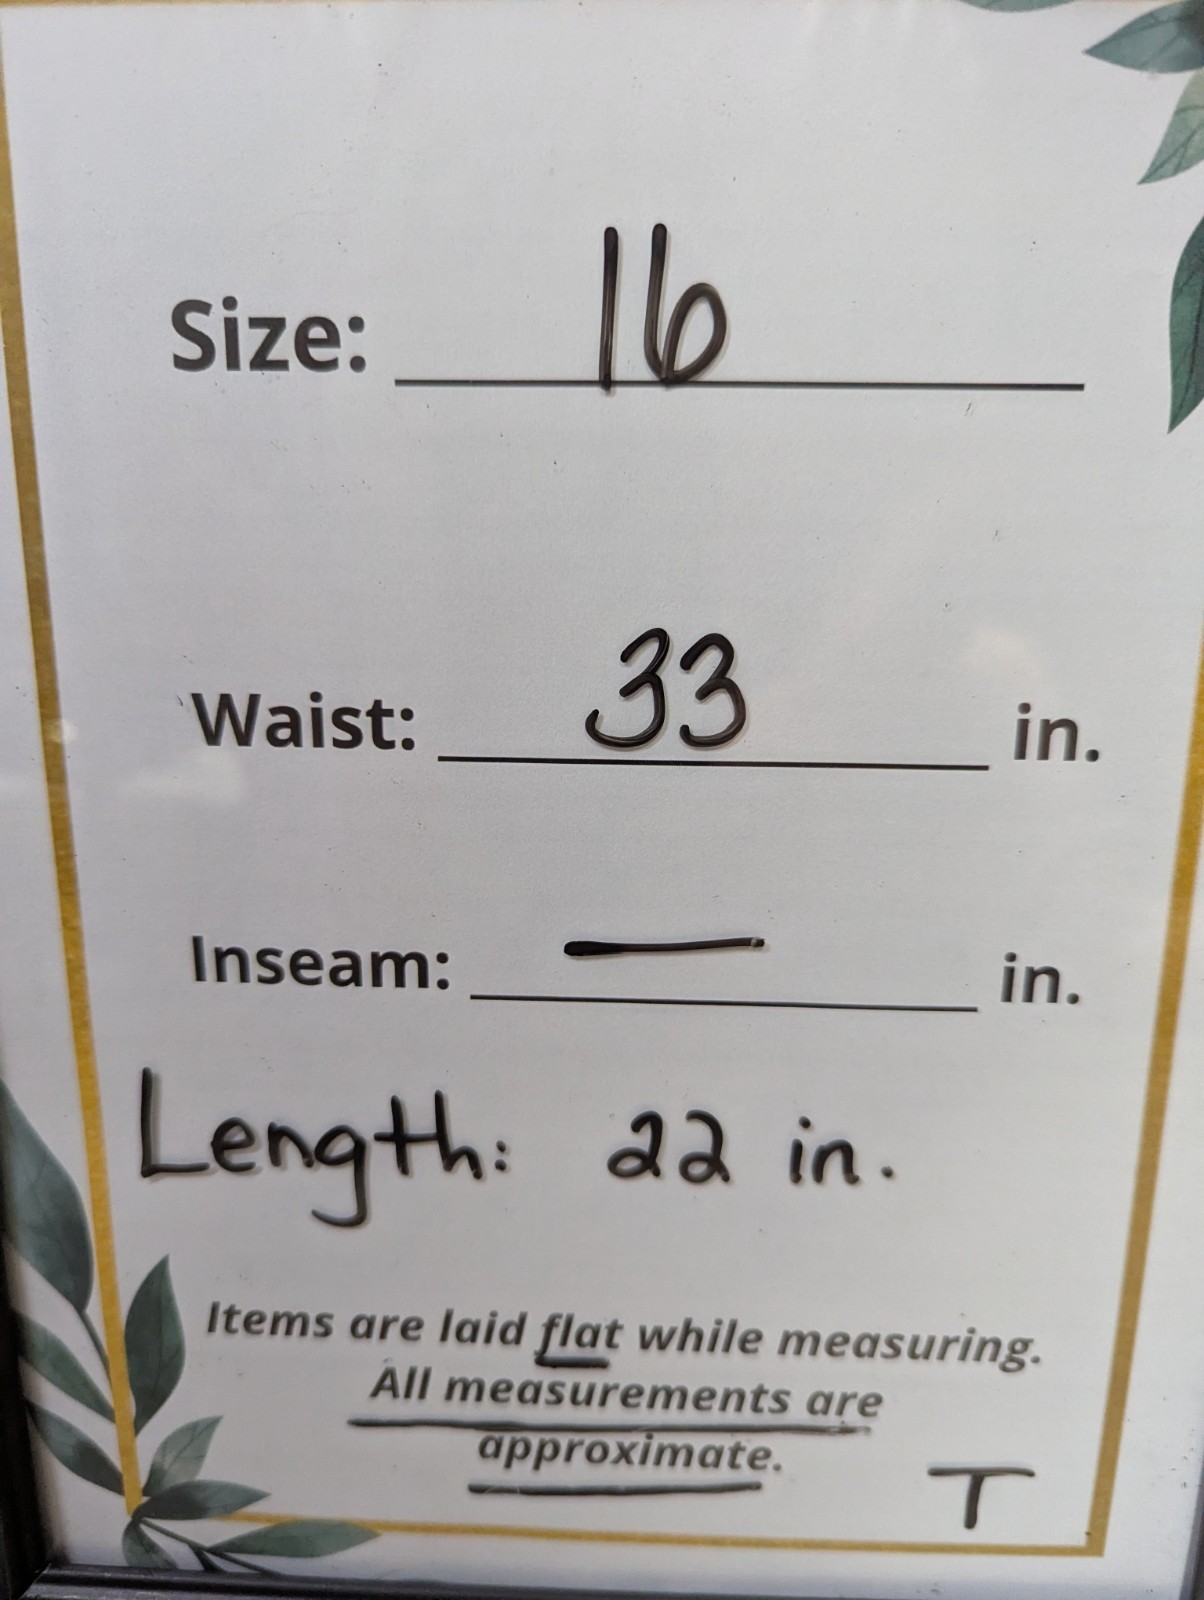 Size: 16
Waist: 33 in.
Inseam: — in.
Length: 22 in.
Items are laid flat while measuring.
All measurements are
approximate.
T